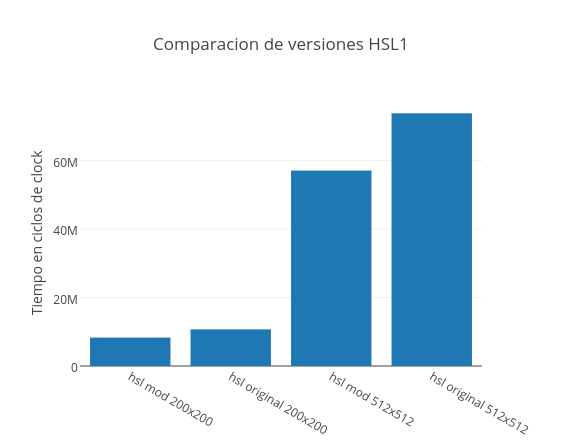 Comparacion de versiones HSL1
Tiempo en ciclos de clock
60M
40M
20M
0
hsl mod 200x200
hsl original 200x200
hsl mod 512x512
hsl original 512x512